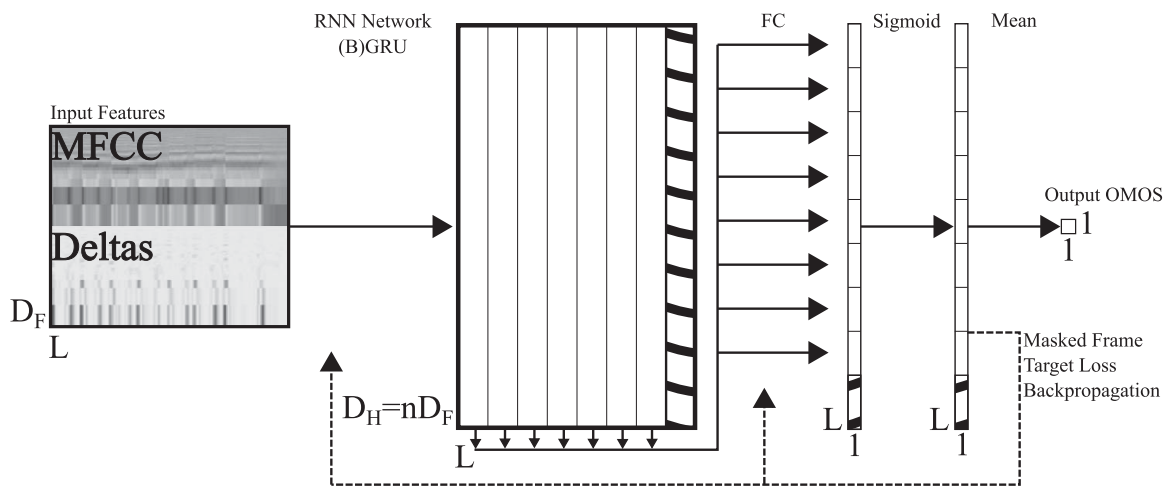 RNN Network
(B)GRU
FC
Sigmoid
Mean
Input Features
MFCC
Deltas
D_F
L
D_H=nD_F
L
L
1
L
1
Output OMOS
1
1
Masked Frame
Target Loss
Backpropagation